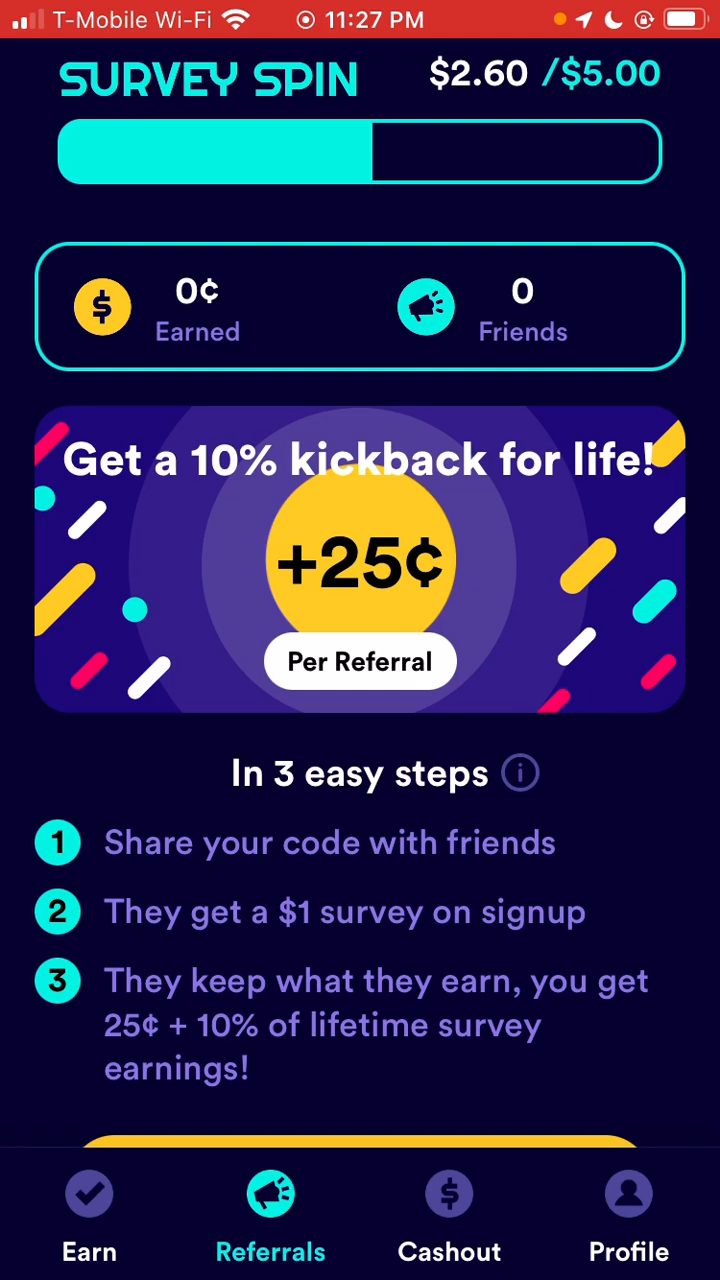 T-Mobile Wi-Fi 11:27 PM
SURVEY SPIN $2.60 /$5.00
0¢ 0
Earned Friends
Get a 10% kickback for life!
+25¢
Per Referral
In 3 easy steps
1 Share your code with friends
2 They get a $1 survey on signup
3 They keep what they earn, you get
25¢ + 10% of lifetime survey
earnings!
Earn Referrals Cashout Profile